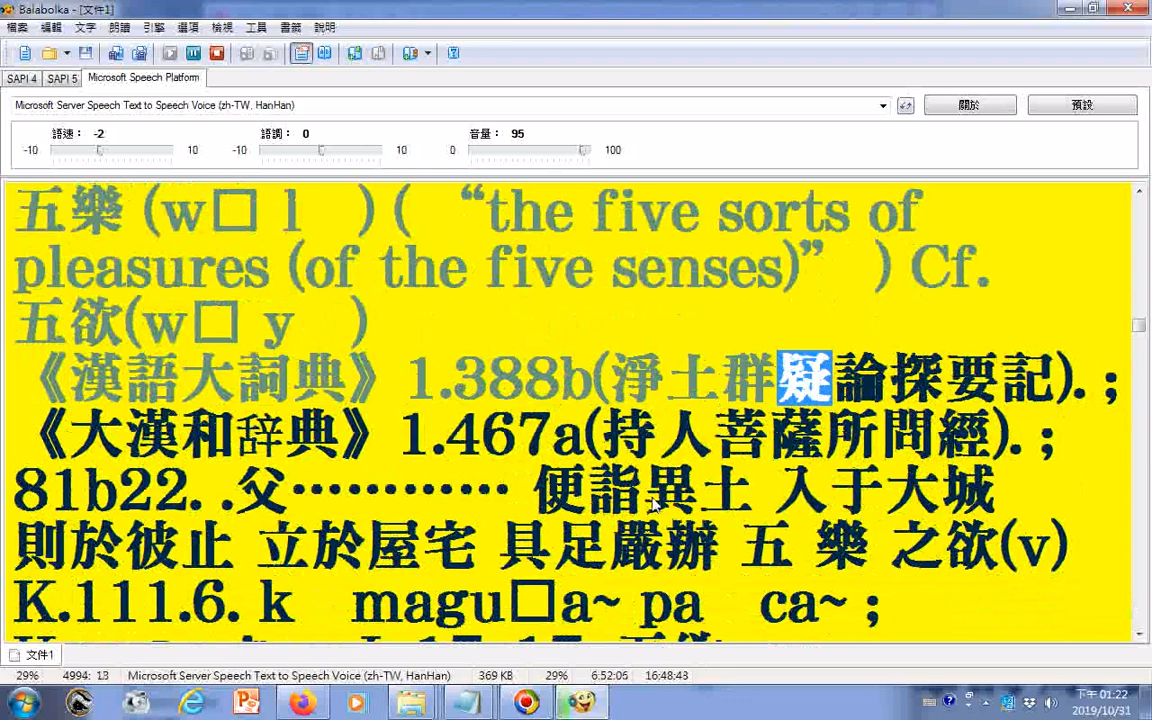 Balabolka - [文件1]
檔案 編輯 文字 朗讀 引擎 選項 檢視 工具 書籤 說明
SAPI 4 SAPI 5 Microsoft Speech Platform
Microsoft Server Speech Text to Speech Voice (zh-TW, HanHan) 關於 預設
語速： -2 語調： 0 音量： 95
-10 10 -10 10 0 100
五樂 (w□ l ) ( “the five sorts of
pleasures (of the five senses)” ) Cf.
五欲(w□ y )
《漢語大詞典》 1.388b(淨土群疑論探要記).；
《大漢和辞典》 1.467a(持人菩薩所問經).；
81b22. .父………… 便詣異土 入于大城
則於彼止 立於屋宅 具足嚴辦 五 樂 之欲(v)
K.111.6. k magu□a~ pa ca~；
文件1
29% 4994: 13 Microsoft Server Speech Text to Speech Voice (zh-TW, HanHan) 369 KB 29% 6:52:05 16:48:43
下午 01:22
2019/10/31